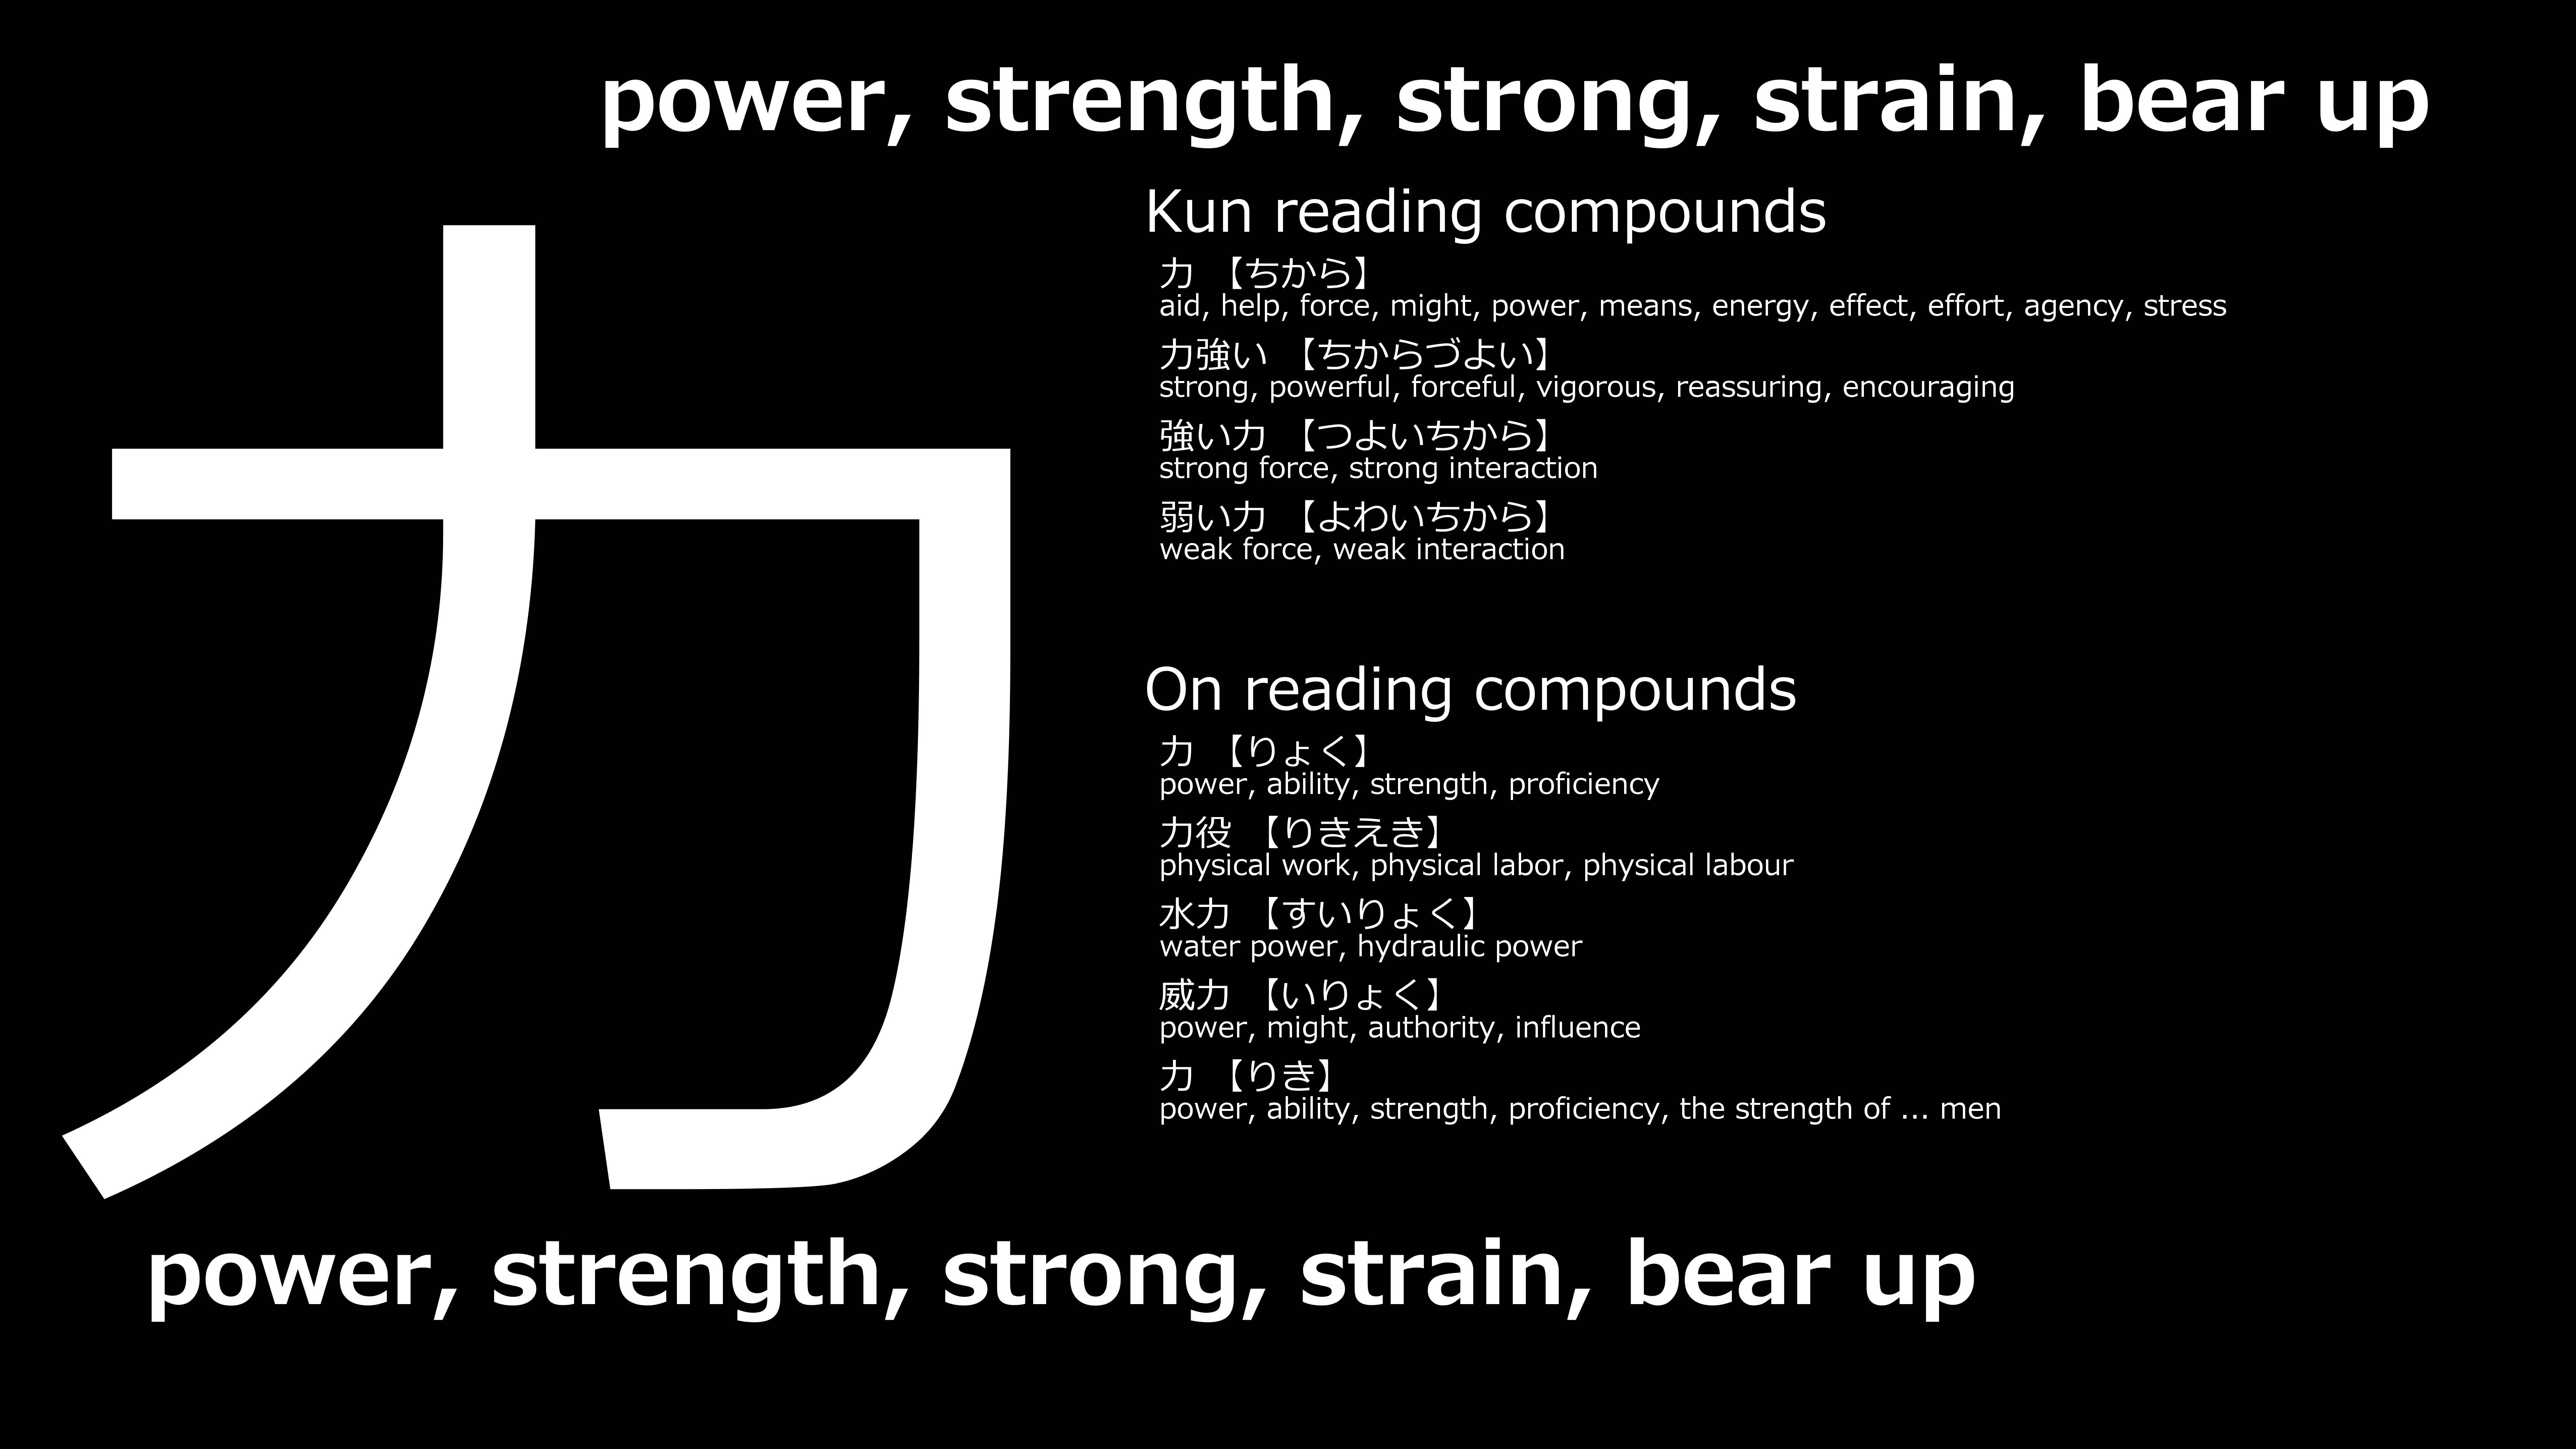 power, strength, strong, strain, bear up
力
Kun reading compounds
力 【ちから】
aid, help, force, might, power, means, energy, effect, effort, agency, stress
力強い 【ちからづよい】
strong, powerful, forceful, vigorous, reassuring, encouraging
強い力 【つよいちから】
strong force, strong interaction
弱い力 【よわいちから】
weak force, weak interaction
On reading compounds
力 【りょく】
power, ability, strength, proficiency
力役 【りきえき】
physical work, physical labor, physical labour
水力 【すいりょく】
water power, hydraulic power
威力 【いりょく】
power, might, authority, influence
力 【りき】
power, ability, strength, proficiency, the strength of ... men
power, strength, strong, strain, bear up